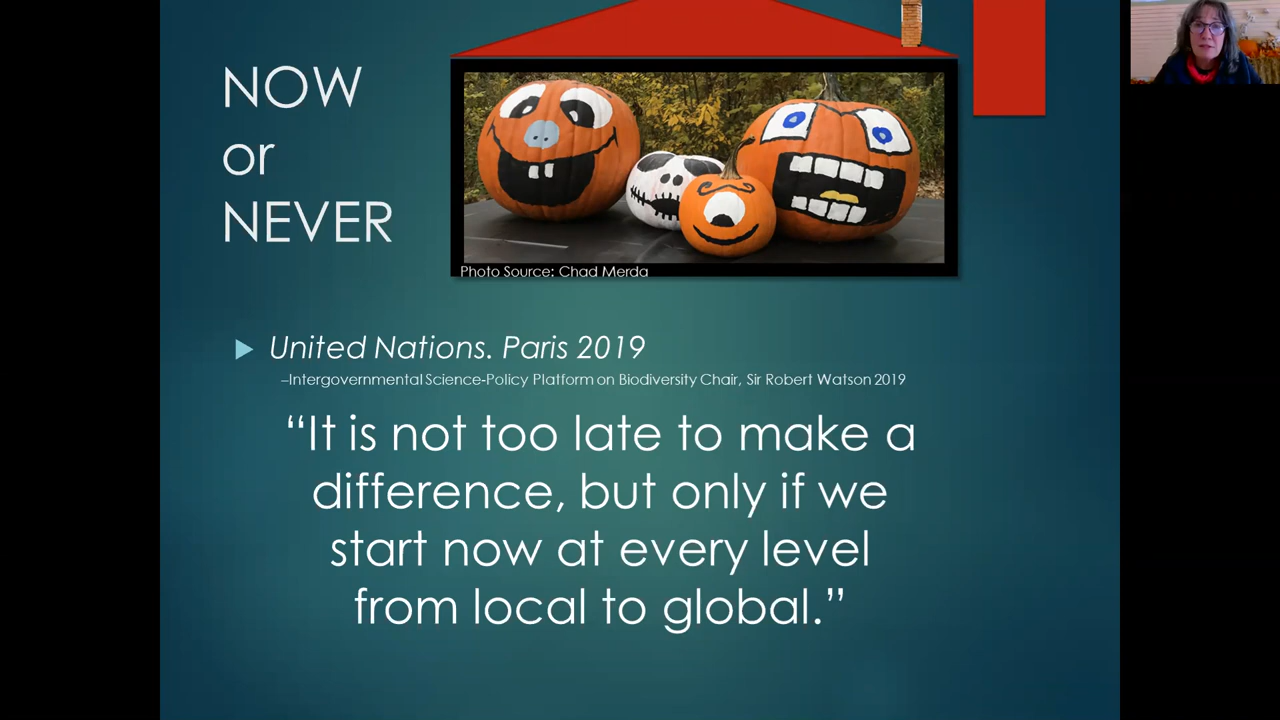 NOW
or
NEVER
Photo Source: Chad Merda
United Nations. Paris 2019
–Intergovernmental Science-Policy Platform on Biodiversity Chair, Sir Robert Watson 2019
“It is not too late to make a
difference, but only if we
start now at every level
from local to global.”